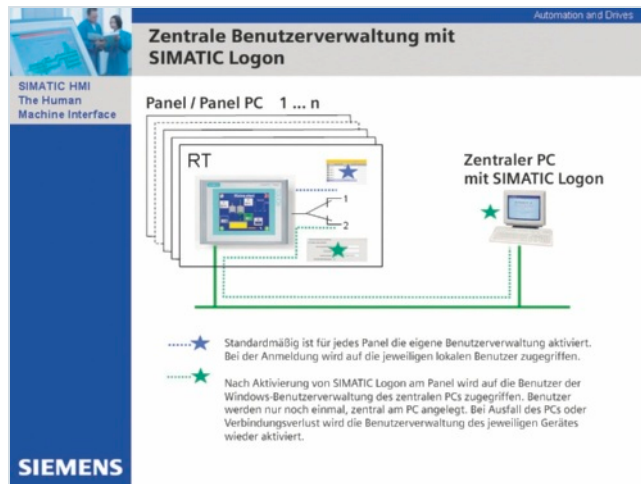 Automation and Drives
Zentrale Benutzerverwaltung mit
SIMATIC Logon
SIMATIC HMI
The Human
Machine Interface
Panel / Panel PC 1 ... n
RT
1
2
Zentraler PC
mit SIMATIC Logon
Standardmäßig ist für jedes Panel die eigene Benutzerverwaltung aktiviert.
Bei der Anmeldung wird auf die jeweiligen lokalen Benutzer zugegriffen.
Nach Aktivierung von SIMATIC Logon am Panel wird auf die Benutzer der
Windows-Benutzerverwaltung des zentralen PCs zugegriffen. Benutzer
werden nur noch einmal, zentral am PC angelegt. Bei Ausfall des PCs oder
Verbindungsverlust wird die Benutzerverwaltung des jeweiligen Gerätes
wieder aktiviert.
SIEMENS